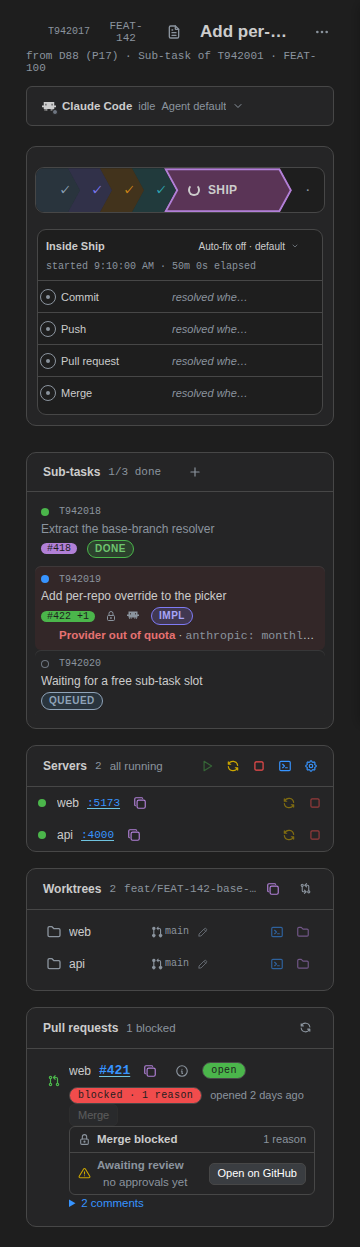 T942017 FEAT-142 Add per-…
from D88 (P17) · Sub-task of T942001 · FEAT-
100
Claude Code idle Agent default
SHIP
Inside Ship Auto-fix off · default
started 9:10:00 AM · 50m 0s elapsed
Commit resolved whe…
Push resolved whe…
Pull request resolved whe…
Merge resolved whe…
Sub-tasks 1/3 done
T942018
Extract the base-branch resolver
#418 DONE
T942019
Add per-repo override to the picker
#422 +1 IMPL
Provider out of quota · anthropic: monthl…
T942020
Waiting for a free sub-task slot
QUEUED
Servers 2 all running
web :5173
api :4000
Worktrees 2 feat/FEAT-142-base-…
web main
api main
Pull requests 1 blocked
web #421 open
blocked · 1 reason opened 2 days ago
Merge
Merge blocked 1 reason
Awaiting review
no approvals yet
Open on GitHub
2 comments